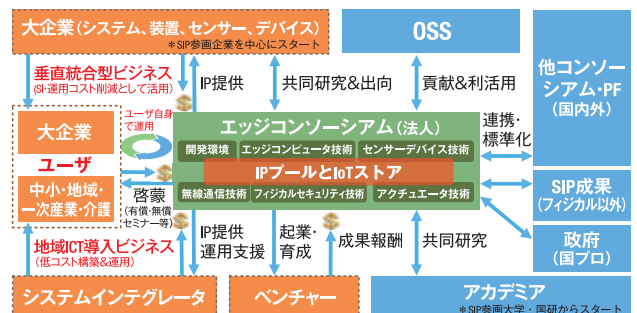 大企業（システム、装置、センサー、デバイス）
＊SIP参画企業を中心にスタート
OSS
他コンソー
シアム・PF
（国内外）
垂直統合型ビジネス
（SI・運用コスト削減として活用）
IP提供
共同研究＆出向
貢献＆利活用
大企業
ユーザ
中小・地域・
一次産業・介護
ユーザ自身
で運用
エッジコンソーシアム（法人）
開発環境
エッジコンピュータ技術
センサーデバイス技術
IPプールとIoTストア
無線通信技術
フィジカルセキュリティ技術
アクチュエータ技術
連携・
標準化
啓蒙
（有償・無償
セミナー等）
SIP成果
（フィジカル以外）
政府
（国プロ）
地域ICT導入ビジネス
（低コスト構築＆運用）
IP提供
運用支援
起業・
育成
成果報酬
共同研究
システムインテグレータ
ベンチャー
アカデミア
＊SIP参画大学・国研からスタート